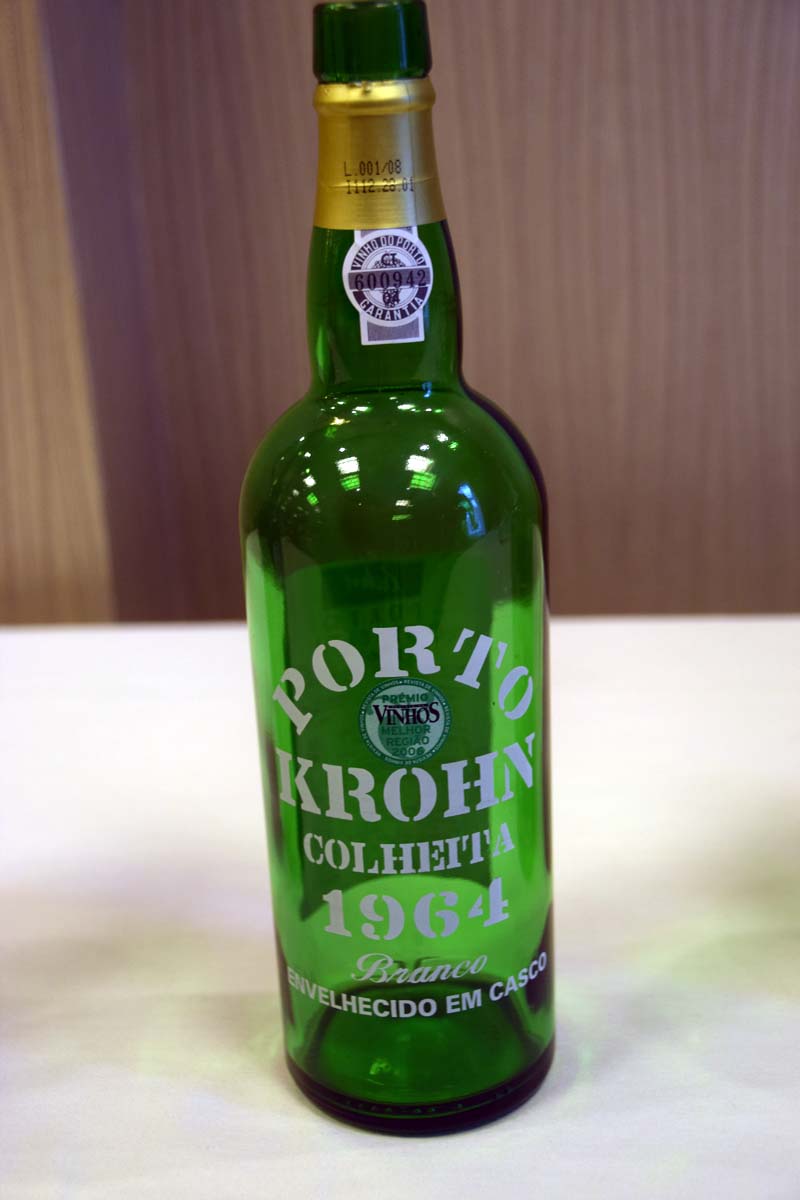 L.001/08
1112.28.01
VINHO DO PORTO
600942
GARANTIA
PORTO
PRÉMIO
VINHOS
MELHOR
REGIÃO
KROHN
COLHEITA
1964
Branco
ENVELHECIDO EM CASCO